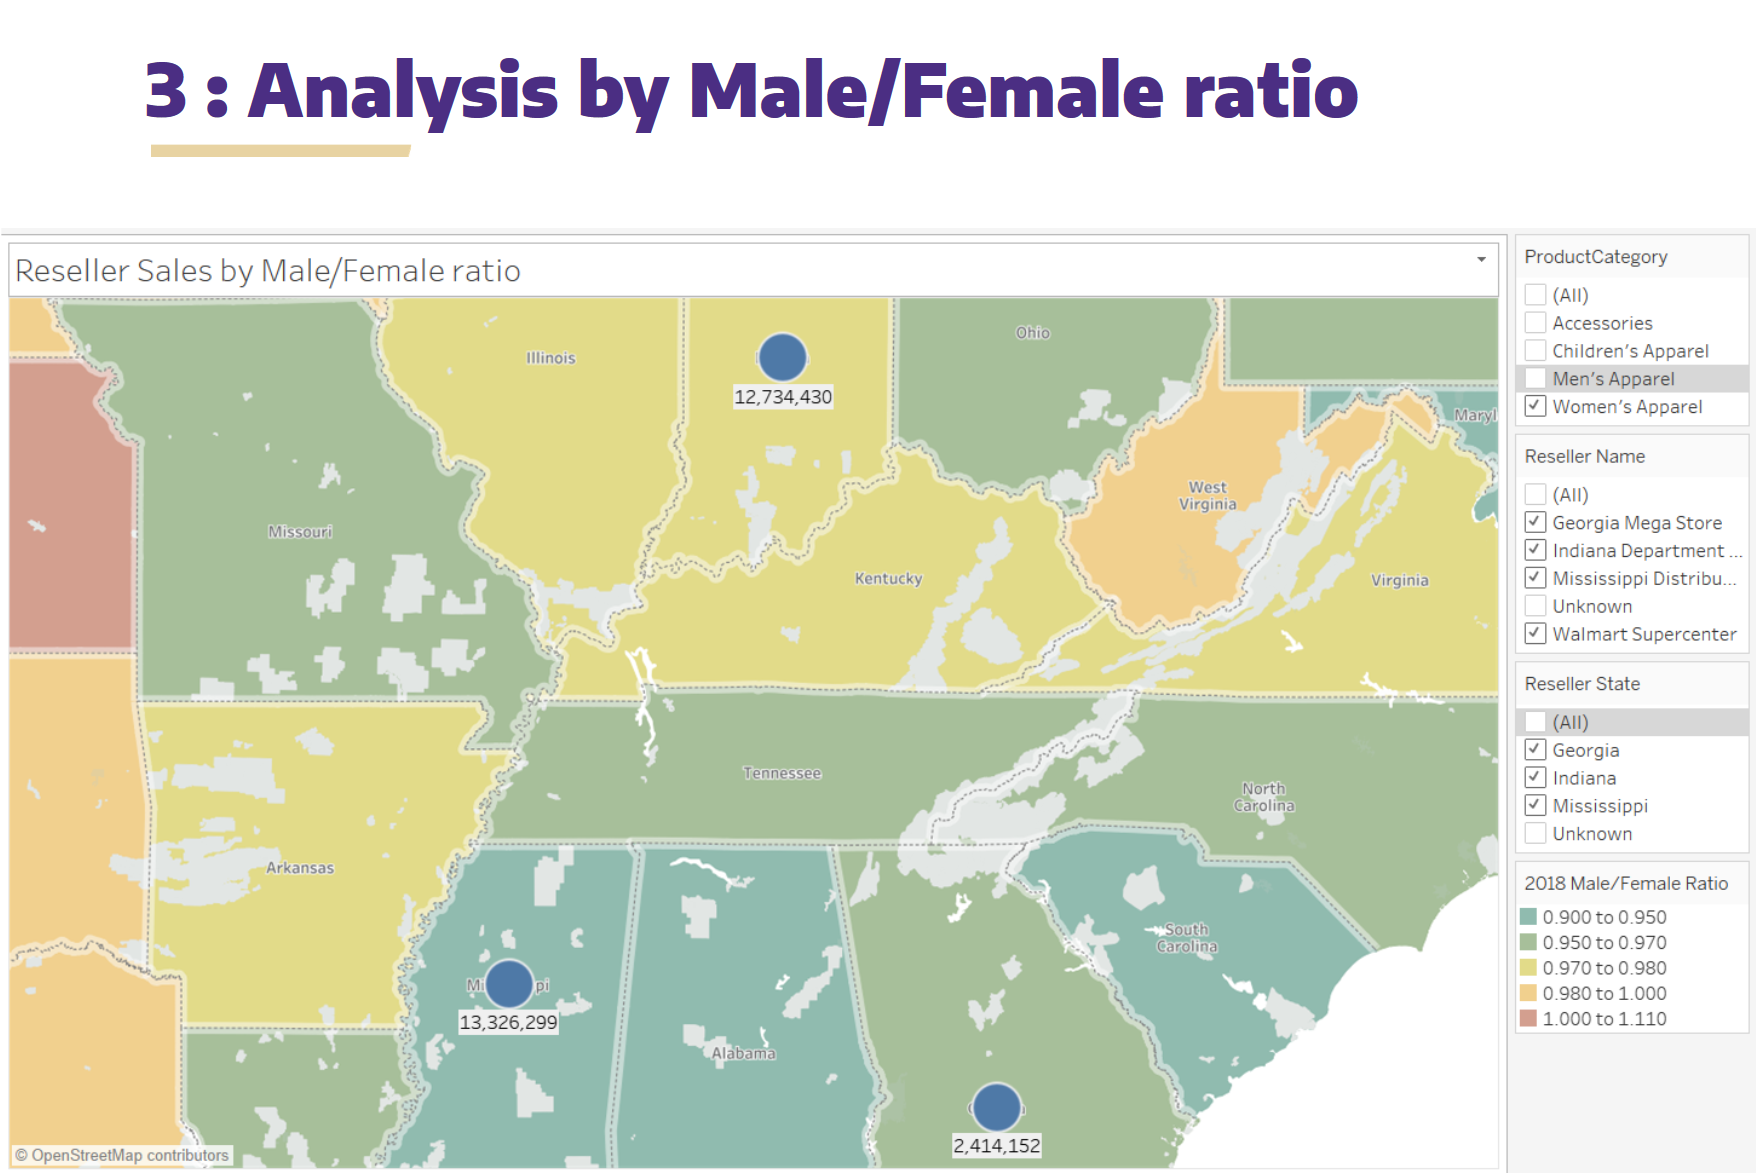 3 : Analysis by Male/Female ratio
Reseller Sales by Male/Female ratio
Illinois
Ohio
12,734,430
Maryl
West
Virginia
Missouri
Kentucky
Virginia
Tennessee
North
Carolina
Arkansas
South
Carolina
Mi pi
13,326,299
Alabama
2,414,152
© OpenStreetMap contributors
ProductCategory
(All)
Accessories
Children's Apparel
Men's Apparel
Women's Apparel
Reseller Name
(All)
Georgia Mega Store
Indiana Department ...
Mississippi Distribu...
Unknown
Walmart Supercenter
Reseller State
(All)
Georgia
Indiana
Mississippi
Unknown
2018 Male/Female Ratio
0.900 to 0.950
0.950 to 0.970
0.970 to 0.980
0.980 to 1.000
1.000 to 1.110